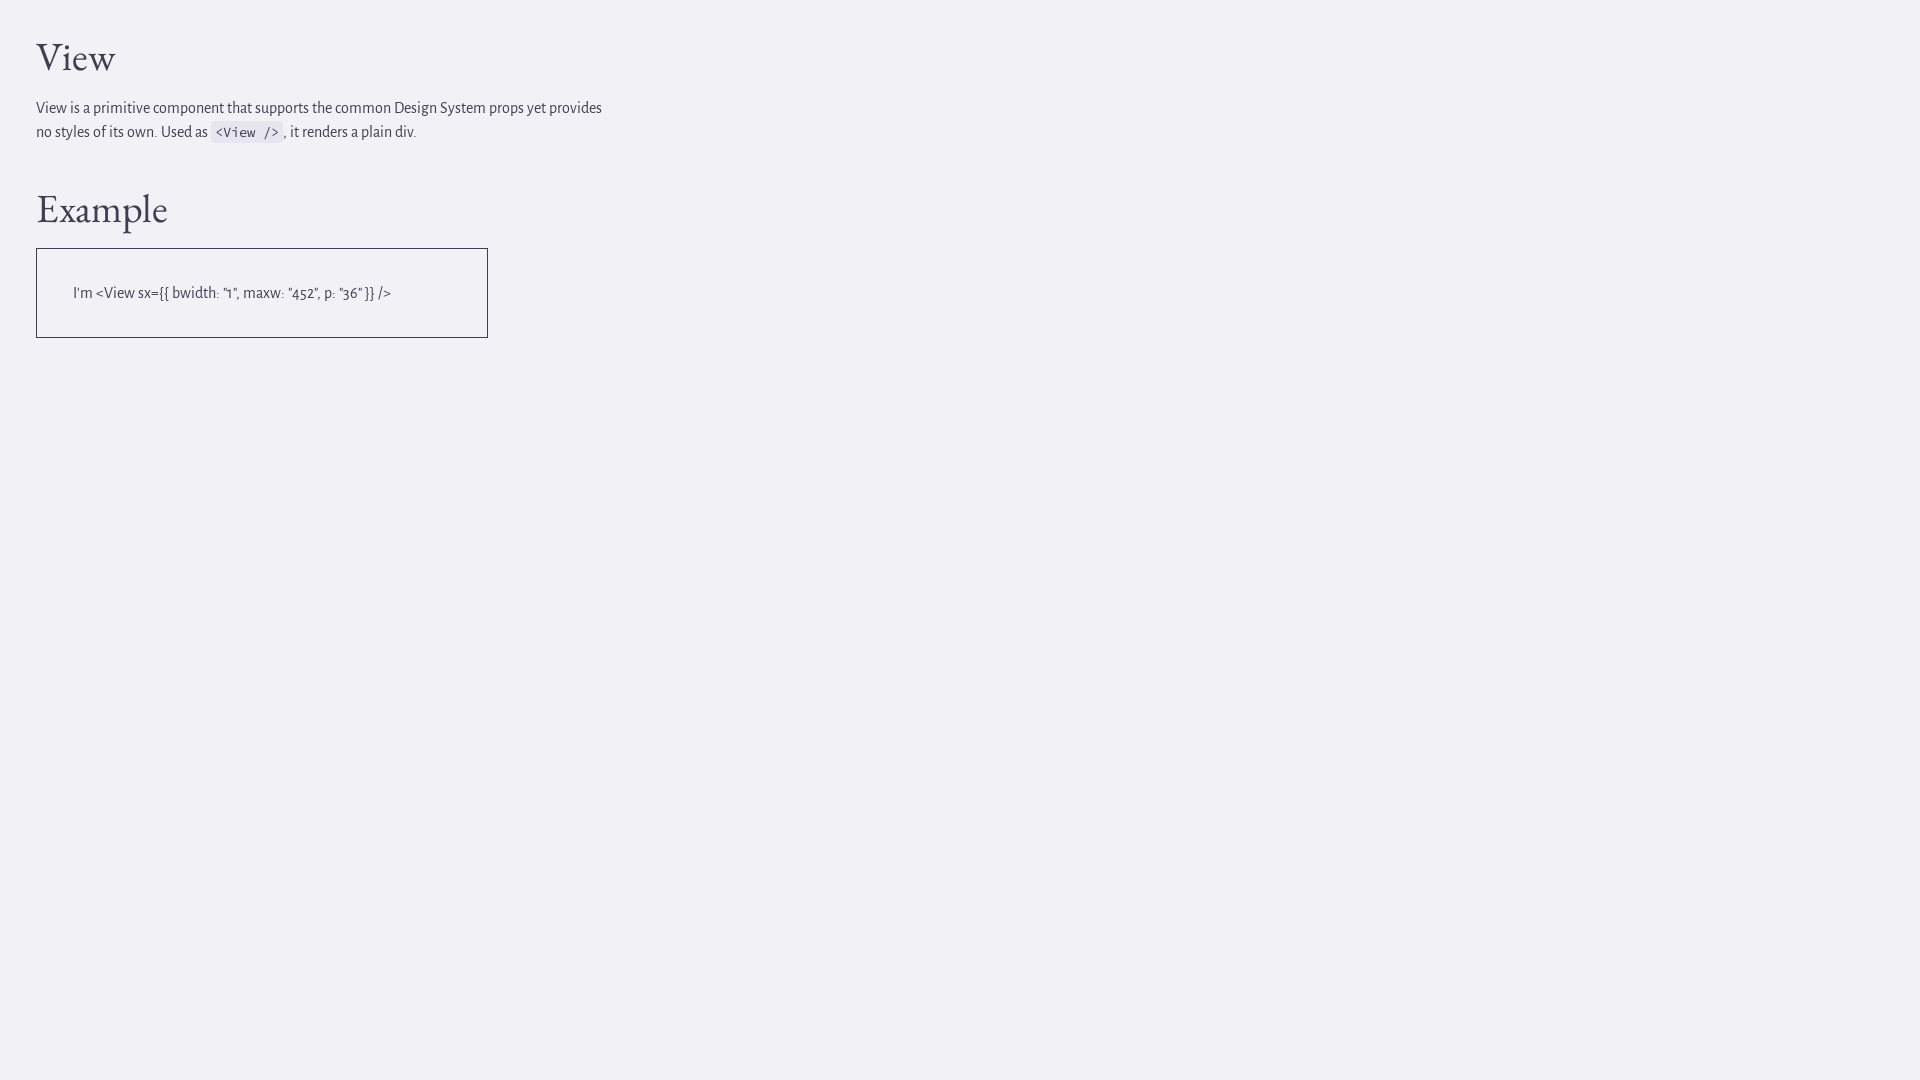 View
View is a primitive component that supports the common Design System props yet provides
no styles of its own. Used as <View />, it renders a plain div.
Example
I'm <View sx={{ bwidth: "1", maxw: "452", p: "36" }} />